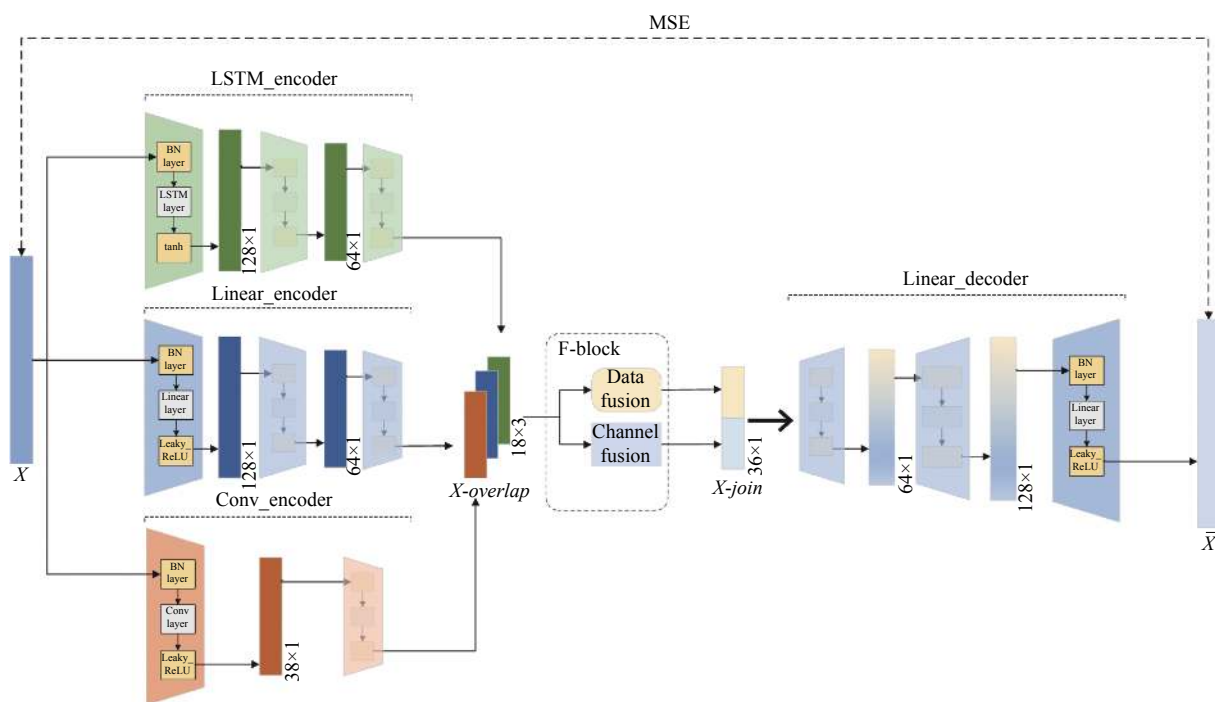 MSE
LSTM_encoder
BN
layer
LSTM
layer
tanh
128×1
64×1
Linear_encoder
BN
layer
Linear
layer
Leaky_
ReLU
128×1
64×1
Conv_encoder
BN
layer
Conv
layer
Leaky_
ReLU
38×1
X
X-overlap
18×3
F-block
Data
fusion
Channel
fusion
X-join
36×1
Linear_decoder
64×1
128×1
BN
layer
Linear
layer
Leaky_
ReLU
X̄